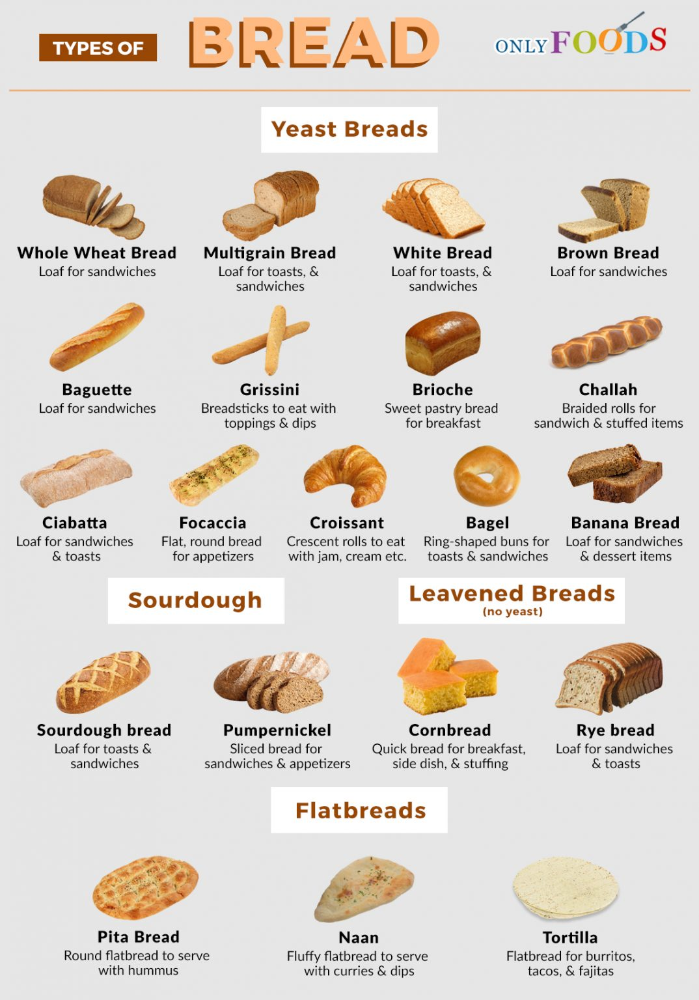 TYPES OF
BREAD
ONLY FOODS
Yeast Breads
Whole Wheat Bread
Loaf for sandwiches
Multigrain Bread
Loaf for toasts, &
sandwiches
White Bread
Loaf for toasts, &
sandwiches
Brown Bread
Loaf for sandwiches
Baguette
Loaf for sandwiches
Grissini
Breadsticks to eat with
toppings & dips
Brioche
Sweet pastry bread
for breakfast
Challah
Braided rolls for
sandwich & stuffed items
Ciabatta
Loaf for sandwiches
& toasts
Focaccia
Flat, round bread
for appetizers
Croissant
Crescent rolls to eat
with jam, cream etc.
Bagel
Ring-shaped buns for
toasts & sandwiches
Banana Bread
Loaf for sandwiches
& dessert items
Sourdough
Sourdough bread
Loaf for toasts &
sandwiches
Pumpernickel
Sliced bread for
sandwiches & appetizers
Leavened Breads
(no yeast)
Cornbread
Quick bread for breakfast,
side dish, & stuffing
Rye bread
Loaf for sandwiches
& toasts
Flatbreads
Pita Bread
Round flatbread to serve
with hummus
Naan
Fluffy flatbread to serve
with curries & dips
Tortilla
Flatbread for burritos,
tacos, & fajitas